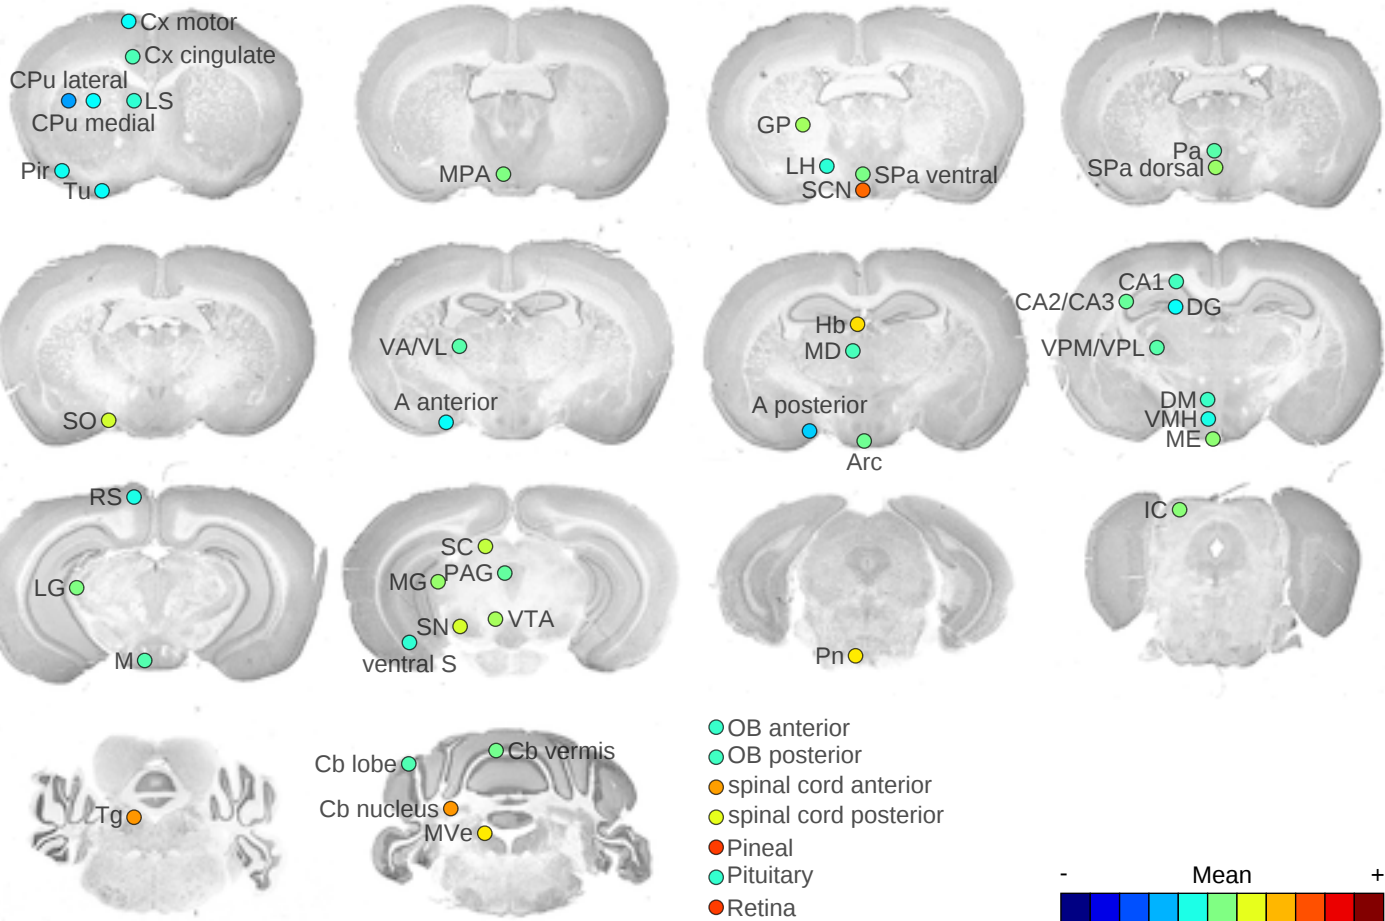 Cx motor
Cx cingulate
CPu lateral
LS
CPu medial
Pir
Tu
MPA
GP
LH
SPa ventral
SCN
Pa
SPa dorsal
SO
VA/VL
A anterior
Hb
MD
A posterior
Arc
CA1
CA2/CA3
DG
VPM/VPL
DM
VMH
ME
RS
LG
M
SC
MG
PAG
SN
VTA
ventral S
Pn
IC
Tg
Cb lobe
Cb vermis
Cb nucleus
MVe
OB anterior
OB posterior
spinal cord anterior
spinal cord posterior
Pineal
Pituitary
Retina
- Mean +